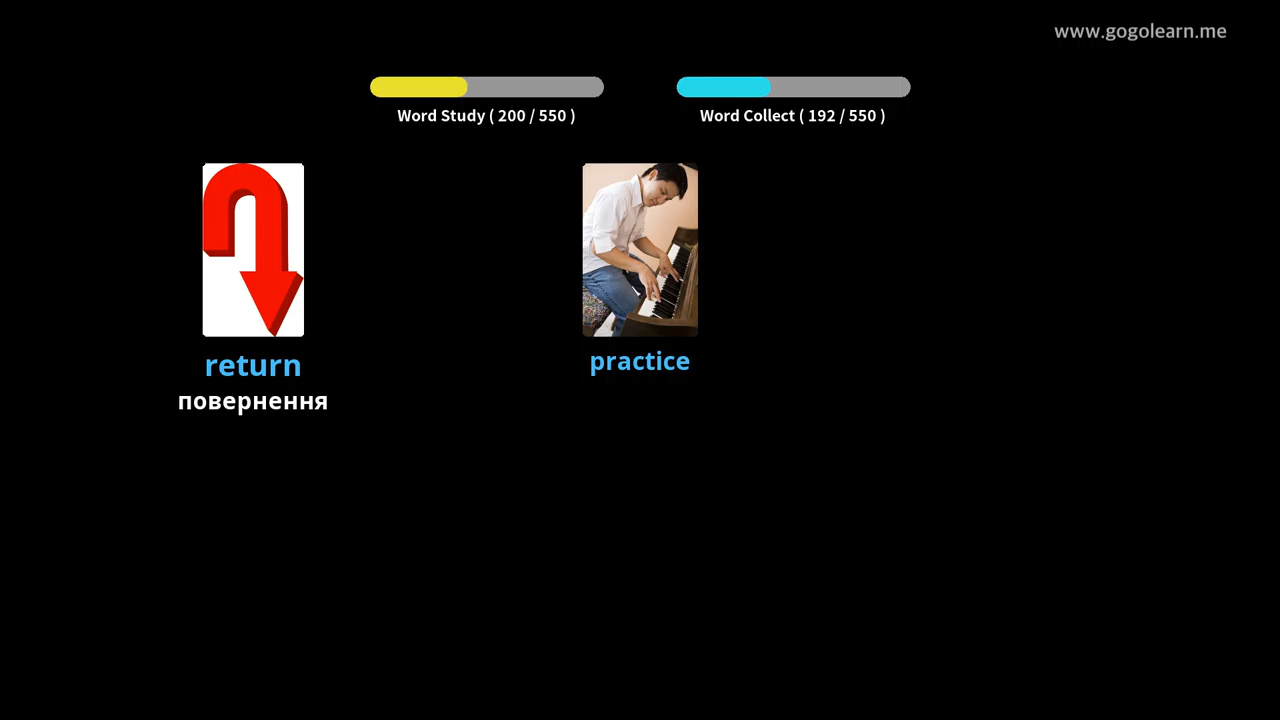 www.gogolearn.me
Word Study ( 200 / 550 )
Word Collect ( 192 / 550 )
return
повернення
practice